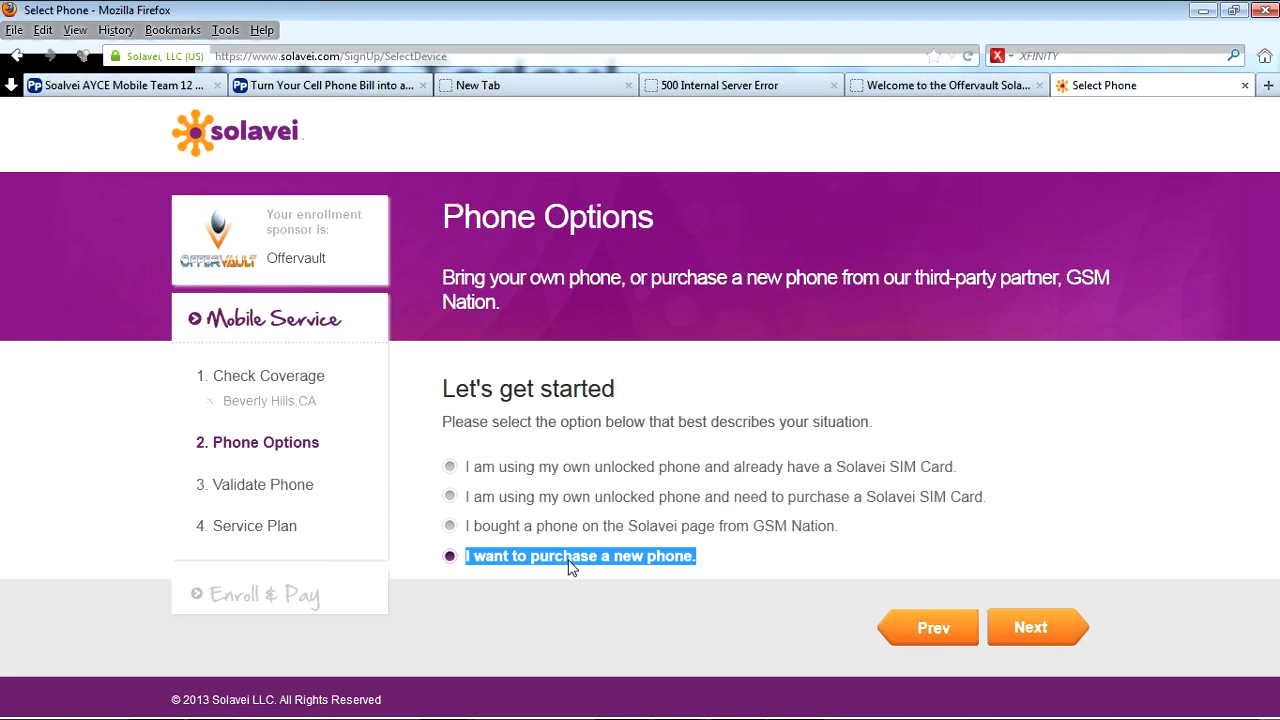 Select Phone - Mozilla Firefox
File Edit View History Bookmarks Tools Help
Solavei, LLC (US) https://www.solavei.com/SignUp/SelectDevice XFINITY
Soalvei AYCE Mobile Team 12 ... Turn Your Cell Phone Bill into a... New Tab 500 Internal Server Error Welcome to the Offervault Sola... Select Phone
solavei
Your enrollment
sponsor is:
OFFERVAULT Offervault
Phone Options
Bring your own phone, or purchase a new phone from our third-party partner, GSM
Nation.
Mobile Service
1. Check Coverage
Beverly Hills,CA
2. Phone Options
3. Validate Phone
4. Service Plan
Enroll & Pay
Let's get started
Please select the option below that best describes your situation.
I am using my own unlocked phone and already have a Solavei SIM Card.
I am using my own unlocked phone and need to purchase a Solavei SIM Card.
I bought a phone on the Solavei page from GSM Nation.
I want to purchase a new phone.
Prev Next
© 2013 Solavei LLC. All Rights Reserved